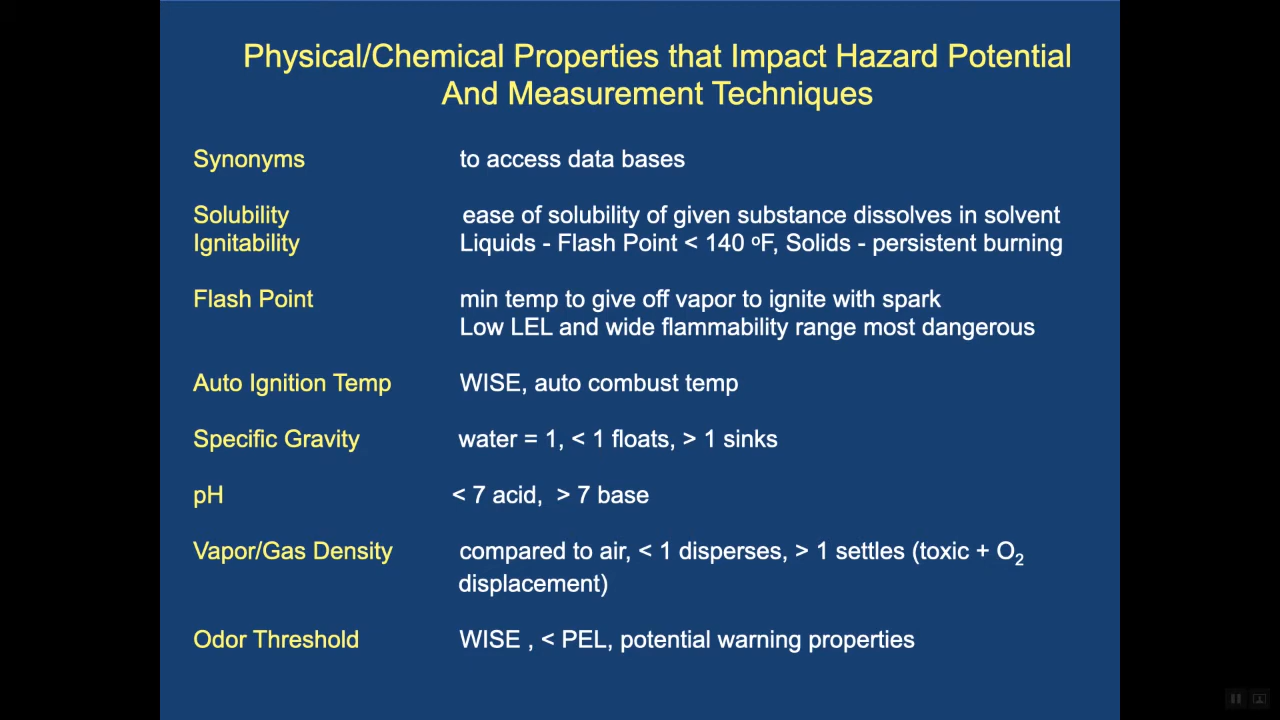 Physical/Chemical Properties that Impact Hazard Potential
And Measurement Techniques
Synonyms to access data bases
Solubility ease of solubility of given substance dissolves in solvent
Ignitability Liquids - Flash Point < 140 ºF, Solids - persistent burning
Flash Point min temp to give off vapor to ignite with spark
Low LEL and wide flammability range most dangerous
Auto Ignition Temp WISE, auto combust temp
Specific Gravity water = 1, < 1 floats, > 1 sinks
pH < 7 acid, > 7 base
Vapor/Gas Density compared to air, < 1 disperses, > 1 settles (toxic + O₂
displacement)
Odor Threshold WISE , < PEL, potential warning properties